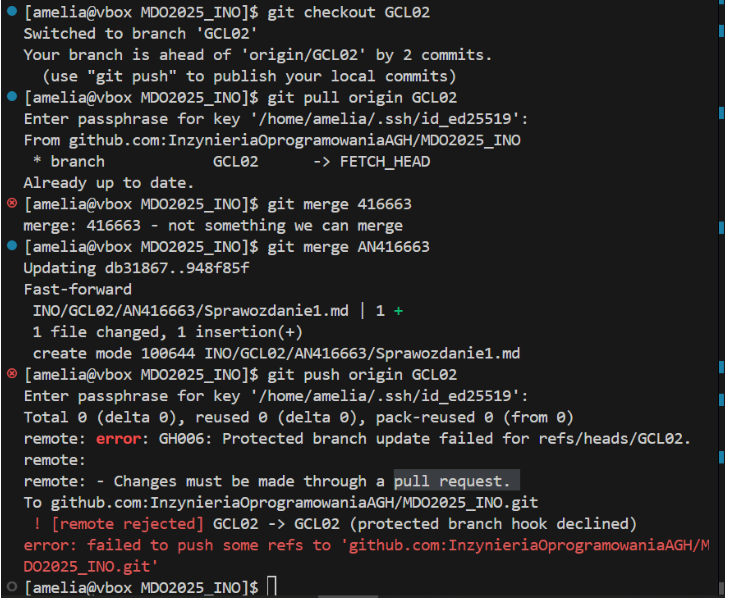 [amelia@vbox MDO2025_INO]$ git checkout GCL02
Switched to branch 'GCL02'
Your branch is ahead of 'origin/GCL02' by 2 commits.
  (use "git push" to publish your local commits)
[amelia@vbox MDO2025_INO]$ git pull origin GCL02
Enter passphrase for key '/home/amelia/.ssh/id_ed25519':
From github.com:InzynieriaOprogramowaniaAGH/MDO2025_INO
 * branch            GCL02      -> FETCH_HEAD
Already up to date.
[amelia@vbox MDO2025_INO]$ git merge 416663
merge: 416663 - not something we can merge
[amelia@vbox MDO2025_INO]$ git merge AN416663
Updating db31867..948f85f
Fast-forward
 INO/GCL02/AN416663/Sprawozdanie1.md | 1 +
 1 file changed, 1 insertion(+)
 create mode 100644 INO/GCL02/AN416663/Sprawozdanie1.md
[amelia@vbox MDO2025_INO]$ git push origin GCL02
Enter passphrase for key '/home/amelia/.ssh/id_ed25519':
Total 0 (delta 0), reused 0 (delta 0), pack-reused 0 (from 0)
remote: error: GH006: Protected branch update failed for refs/heads/GCL02.
remote:
remote: - Changes must be made through a pull request.
To github.com:InzynieriaOprogramowaniaAGH/MDO2025_INO.git
 ! [remote rejected] GCL02 -> GCL02 (protected branch hook declined)
error: failed to push some refs to 'github.com:InzynieriaOprogramowaniaAGH/M
DO2025_INO.git'
[amelia@vbox MDO2025_INO]$